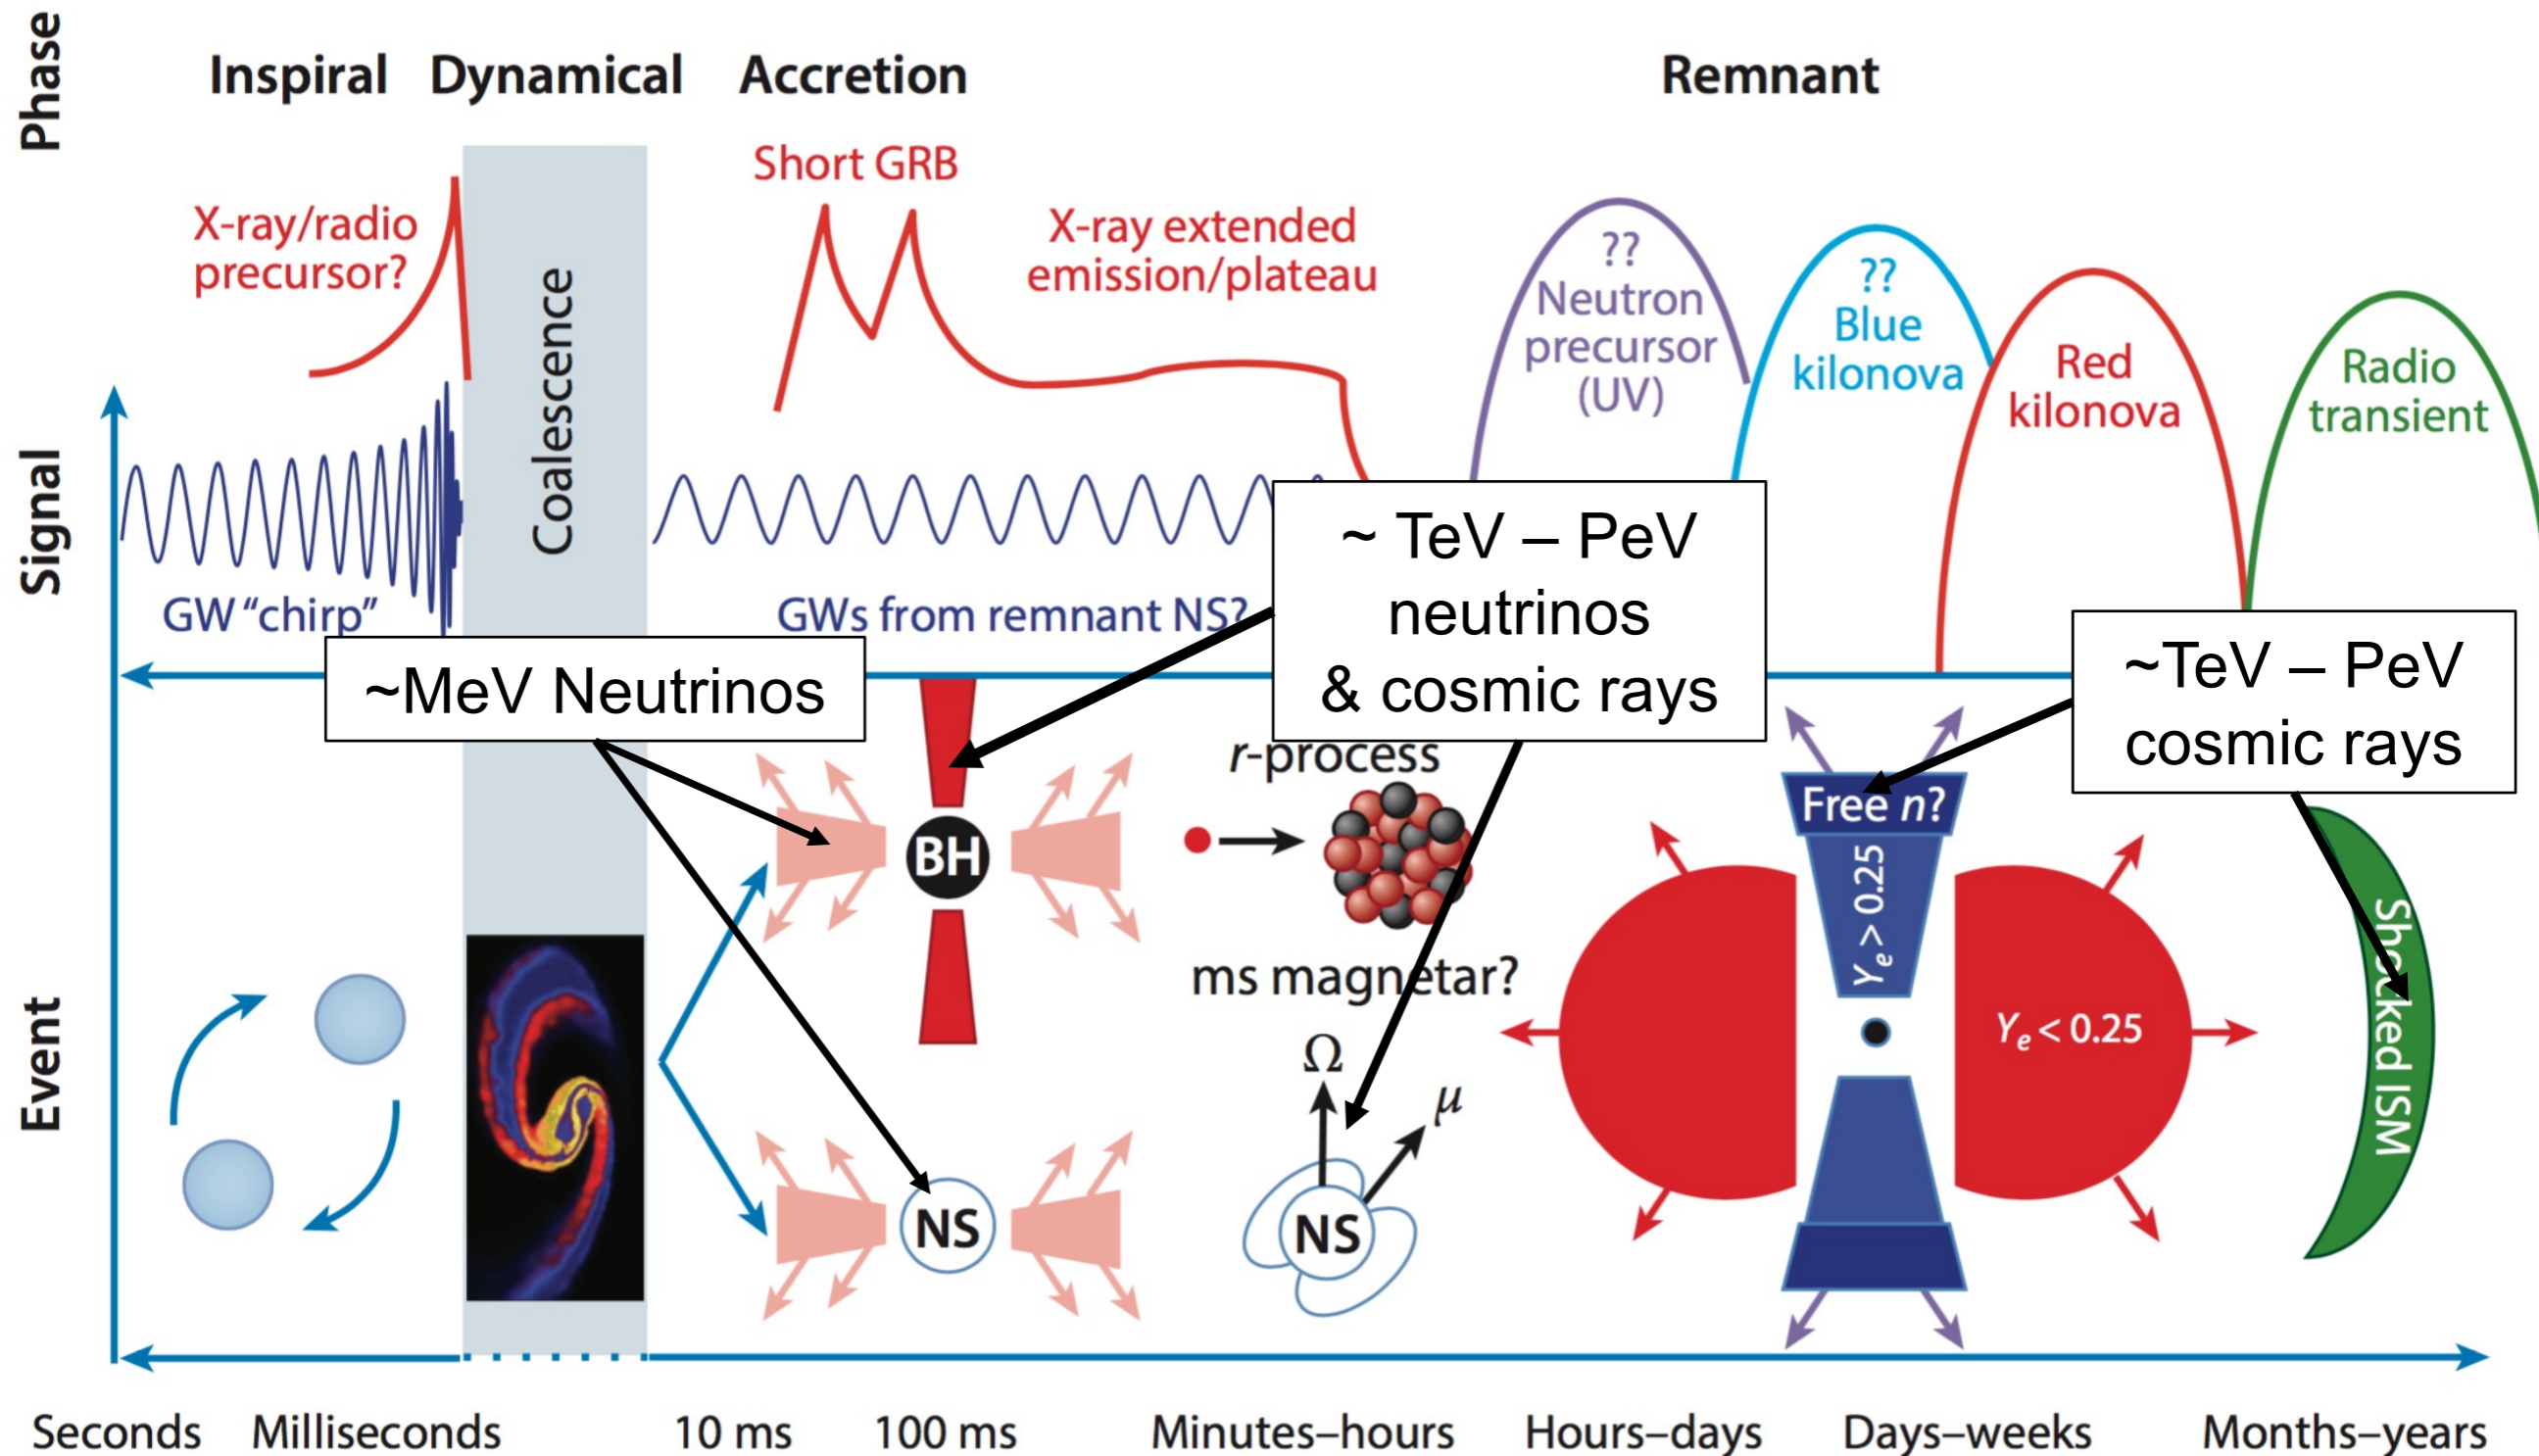 Phase
Inspiral
Dynamical
Accretion
Remnant
Signal
X-ray/radio
precursor?
GW “chirp”
Coalescence
Short GRB
X-ray extended
emission/plateau
GWs from remnant NS?
??
Neutron
precursor
(UV)
??
Blue
kilonova
Red
kilonova
Radio
transient
~MeV Neutrinos
~ TeV – PeV
neutrinos
& cosmic rays
~TeV – PeV
cosmic rays
Event
BH
NS
r-process
ms magnetar?
Ω
μ
NS
Free n?
Ye > 0.25
Ye < 0.25
Shocked ISM
Seconds
Milliseconds
10 ms
100 ms
Minutes–hours
Hours–days
Days–weeks
Months–years